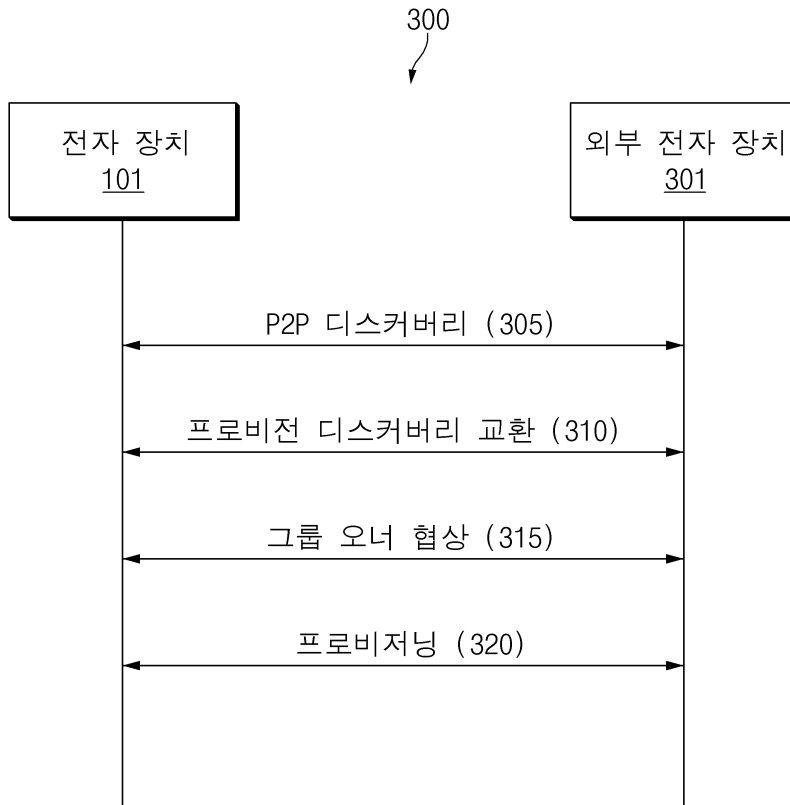 300
전자 장치
101
외부 전자 장치
301
P2P 디스커버리 (305)
프로비전 디스커버리 교환 (310)
그룹 오너 협상 (315)
프로비저닝 (320)